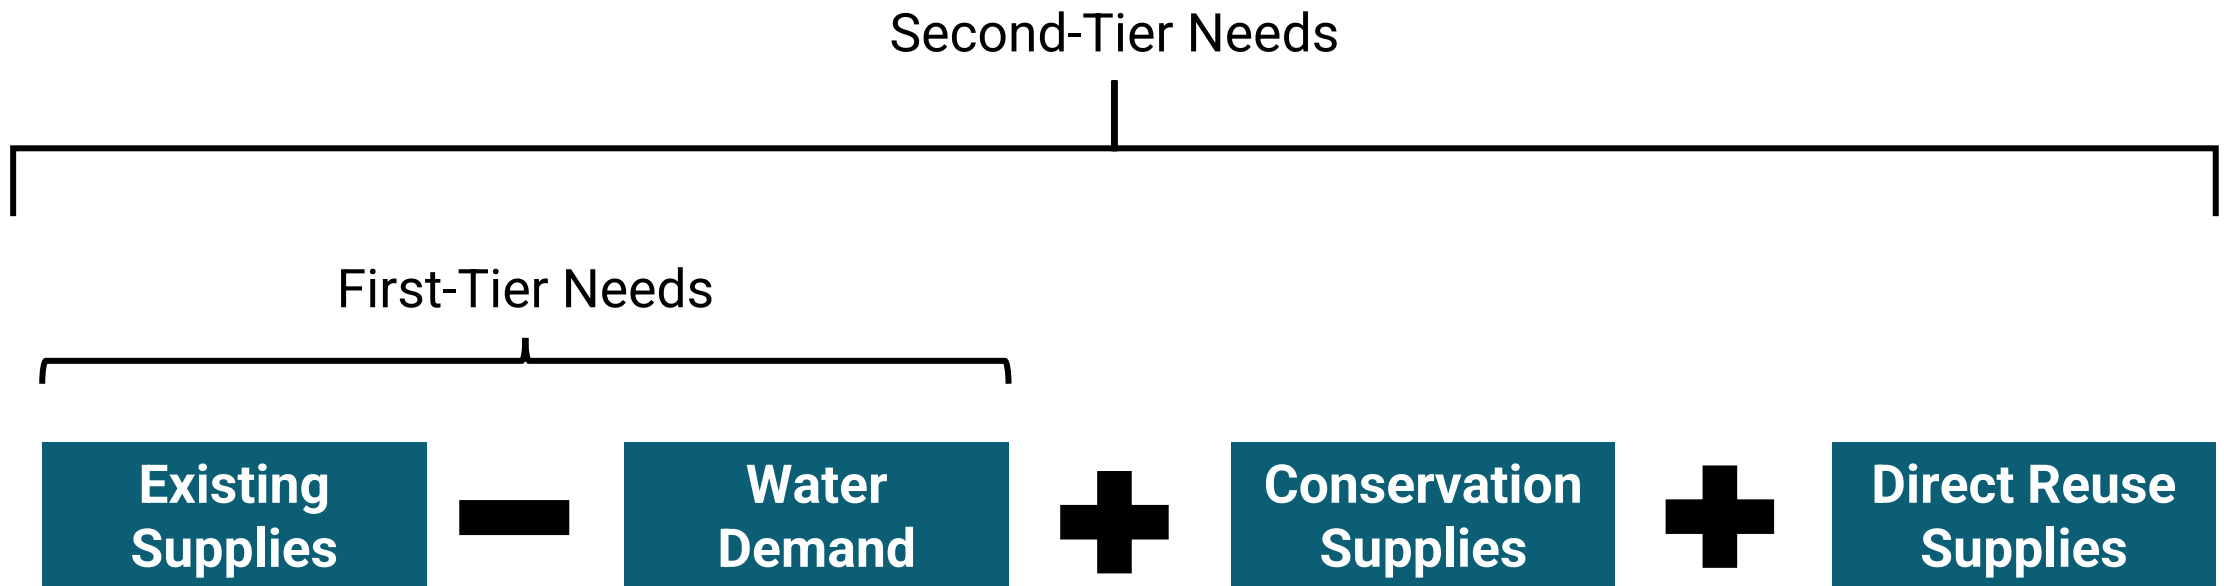 Second-Tier Needs
First-Tier Needs
Existing
Supplies
Water
Demand
Conservation
Supplies
Direct Reuse
Supplies